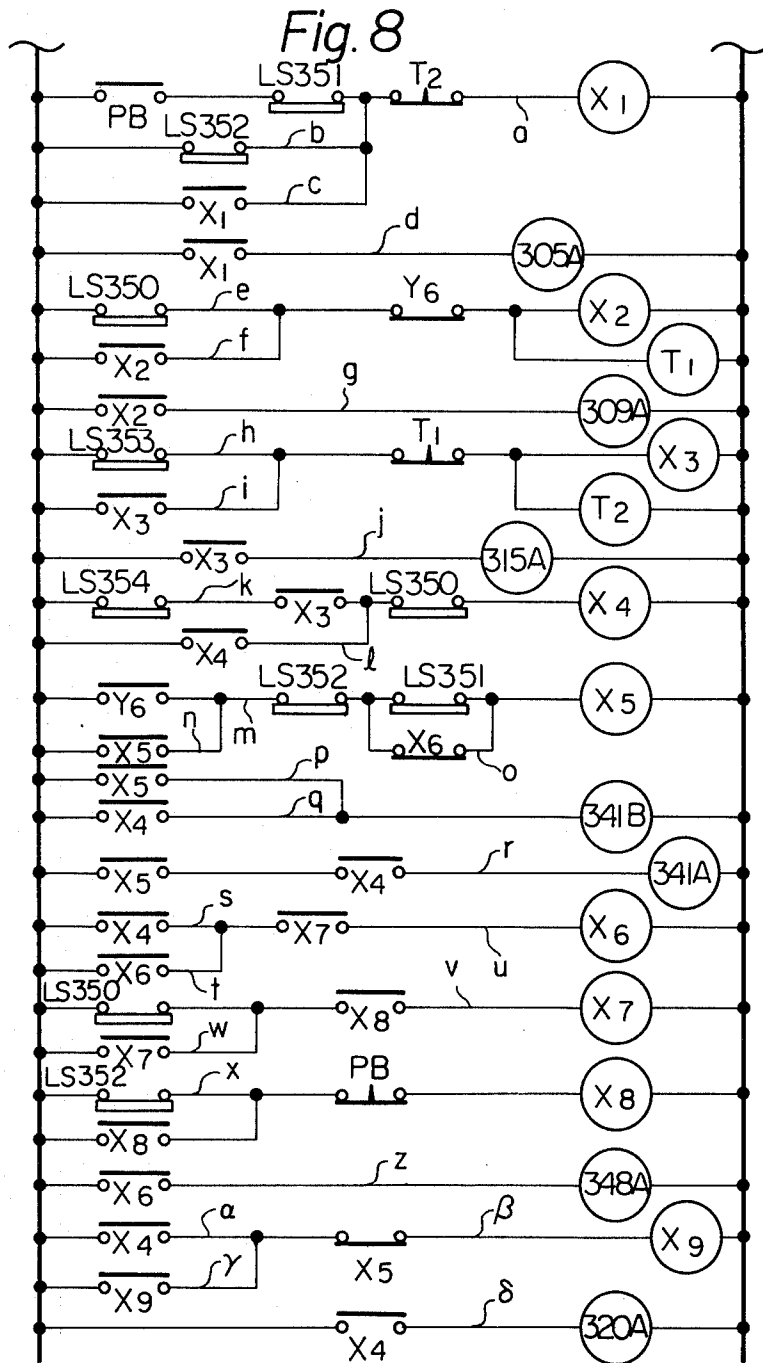 Fig. 8
LS351 T2
PB a X1
LS352 b
X1 c
X1 d 305A
LS350 e Y6 X2
X2 f T1
X2 g 309A
LS353 h T1 X3
X3 i T2
X3 j 315A
LS354 k X3 LS350 X4
X4 l
Y6 m LS352 LS351 X5
X5 n X6 o
X5 p
X4 q 341B
X5 X4 r 341A
X4 s X7 u X6
X6 t
LS350 X8 v X7
X7 w
LS352 x PB X8
X8
X6 z 348A
X4 α X5 β X9
X9 γ
X4 δ 320A